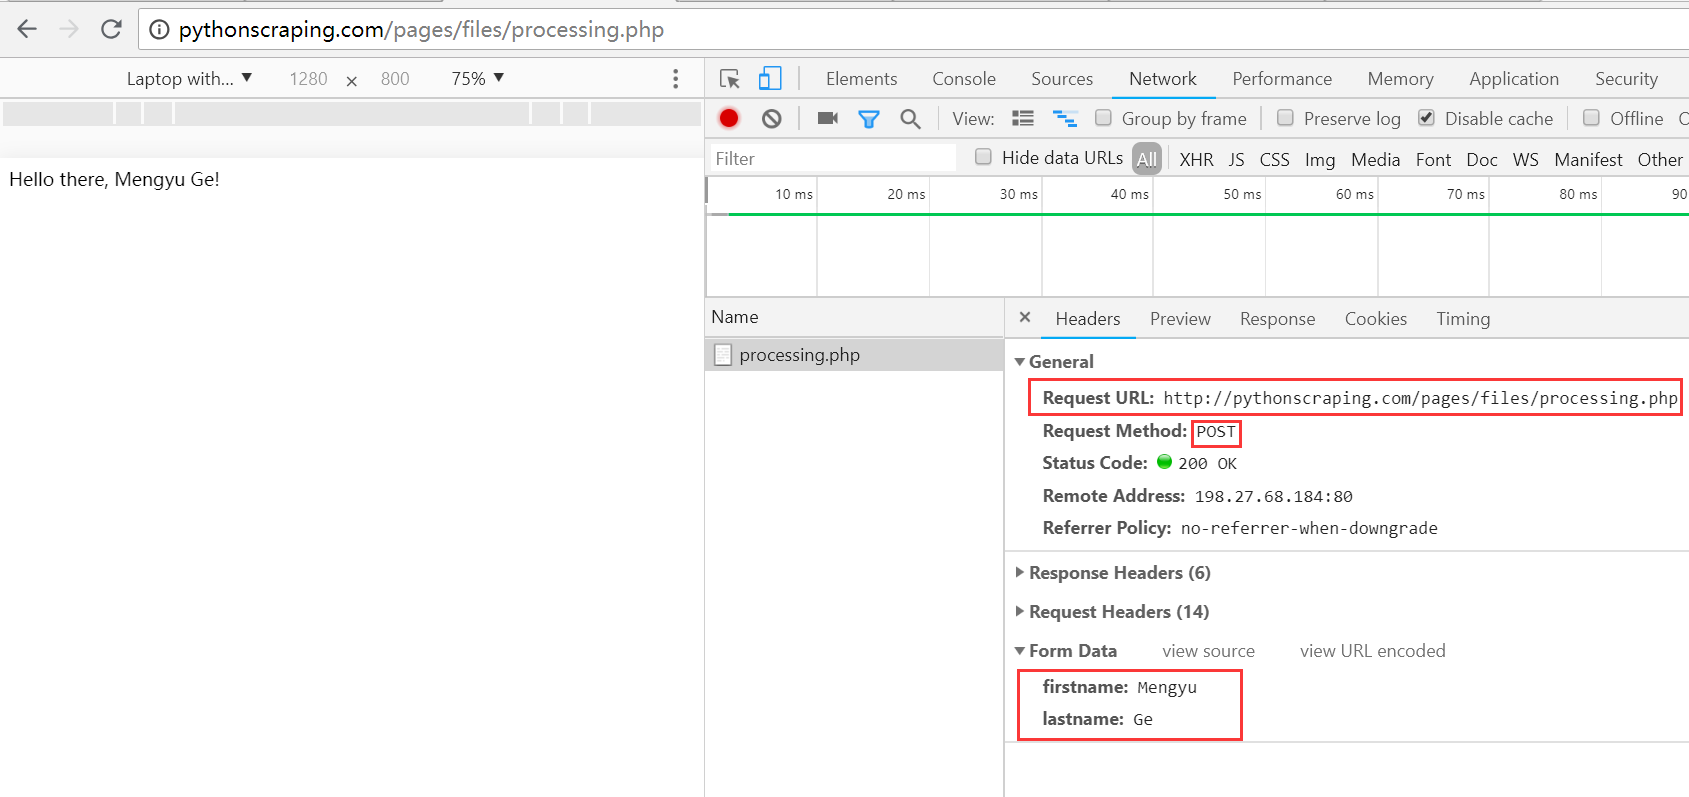 pythonscraping.com/pages/files/processing.php
Laptop with... 1280 × 800 75%
Elements Console Sources Network Performance Memory Application Security
View: Group by frame Preserve log Disable cache Offline
Filter Hide data URLs All XHR JS CSS Img Media Font Doc WS Manifest Other
Hello there, Mengyu Ge!
10 ms 20 ms 30 ms 40 ms 50 ms 60 ms 70 ms 80 ms 90
Name
processing.php
× Headers Preview Response Cookies Timing
General
Request URL: http://pythonscraping.com/pages/files/processing.php
Request Method: POST
Status Code: 200 OK
Remote Address: 198.27.68.184:80
Referrer Policy: no-referrer-when-downgrade
Response Headers (6)
Request Headers (14)
Form Data view source view URL encoded
firstname: Mengyu
lastname: Ge